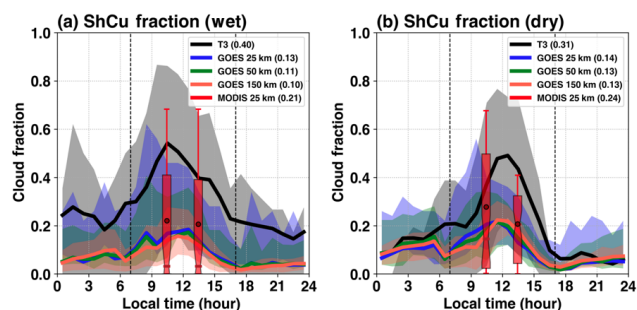 (a) ShCu fraction (wet)
1.0
0.8
0.6
0.4
0.2
0.0
Cloud fraction
T3 (0.40)
GOES 25 km (0.13)
GOES 50 km (0.11)
GOES 150 km (0.10)
MODIS 25 km (0.21)
0 3 6 9 12 15 18 21 24
Local time (hour)
(b) ShCu fraction (dry)
1.0
0.8
0.6
0.4
0.2
0.0
Cloud fraction
T3 (0.31)
GOES 25 km (0.14)
GOES 50 km (0.13)
GOES 150 km (0.13)
MODIS 25 km (0.24)
0 3 6 9 12 15 18 21 24
Local time (hour)